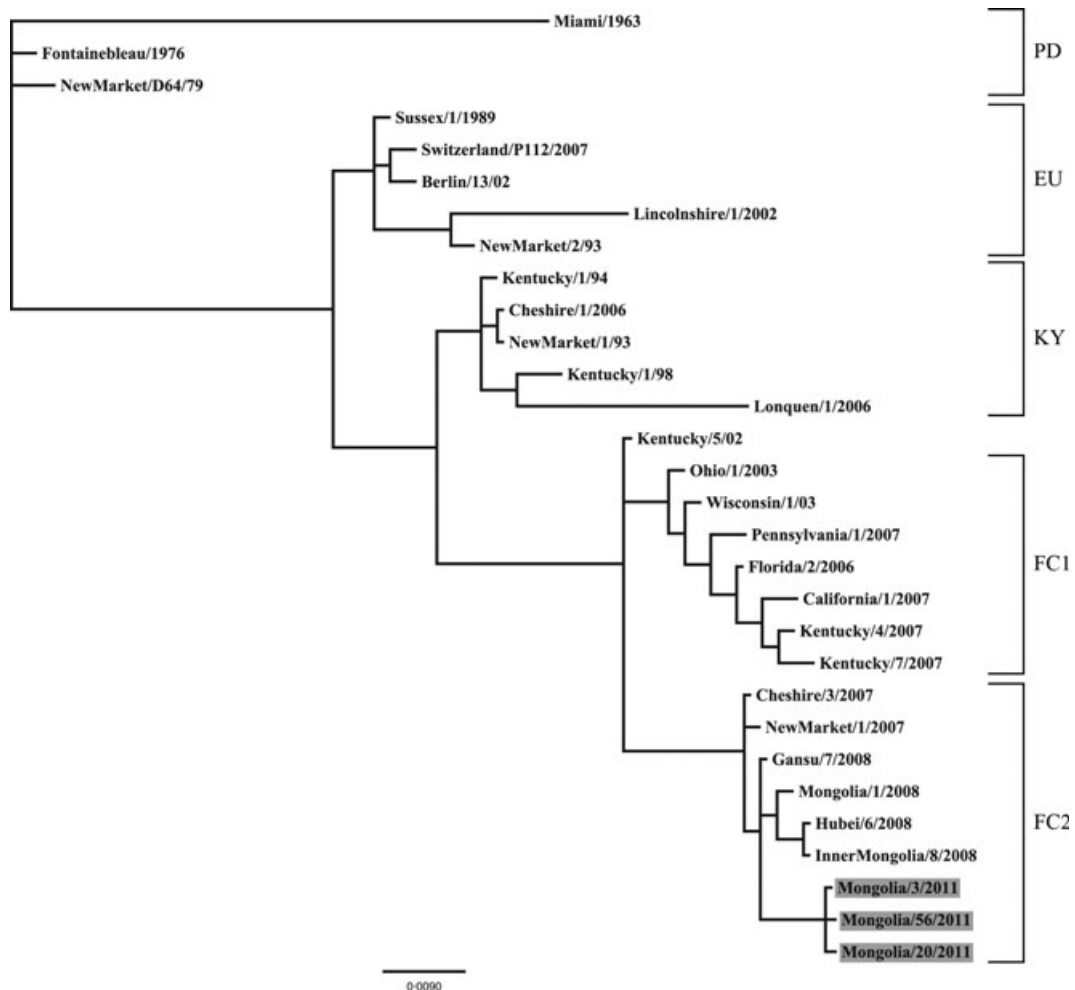 Miami/1963
PD
Fontainebleau/1976
NewMarket/D64/79
Sussex/1/1989
Switzerland/P112/2007
EU
Berlin/13/02
Lincolnshire/1/2002
NewMarket/2/93
Kentucky/1/94
Cheshire/1/2006
KY
NewMarket/1/93
Kentucky/1/98
Lonquen/1/2006
Kentucky/5/02
Ohio/1/2003
Wisconsin/1/03
Pennsylvania/1/2007
FC1
Florida/2/2006
California/1/2007
Kentucky/4/2007
Kentucky/7/2007
Cheshire/3/2007
NewMarket/1/2007
Gansu/7/2008
Mongolia/1/2008
Hubei/6/2008
FC2
InnerMongolia/8/2008
Mongolia/3/2011
Mongolia/56/2011
Mongolia/20/2011
0·0090